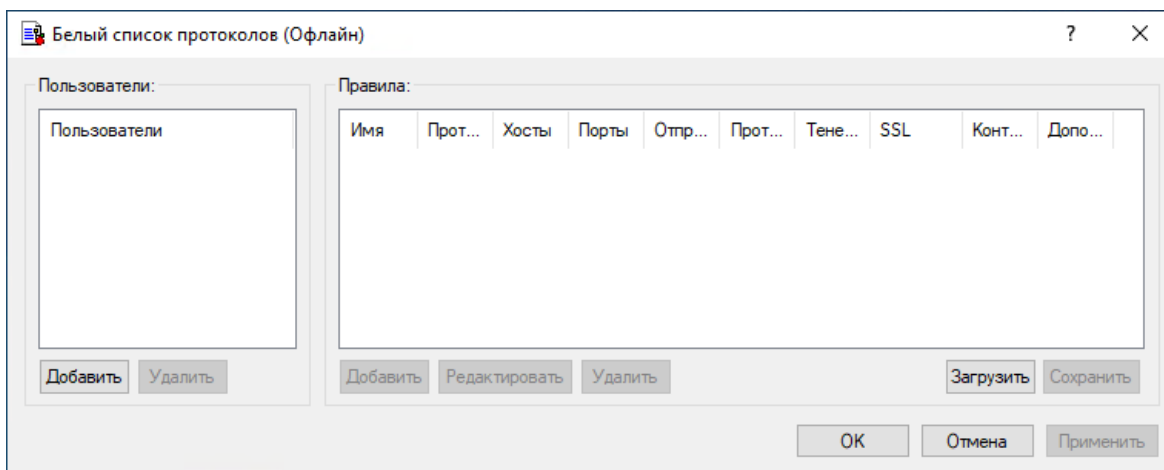 Белый список протоколов (Офлайн) ?
Пользователи: Правила:
Пользователи Имя Прот... Хосты Порты Отпр... Прот... Тене... SSL Конт... Допо...
Добавить Удалить Добавить Редактировать Удалить Загрузить Сохранить
OK Отмена Применить